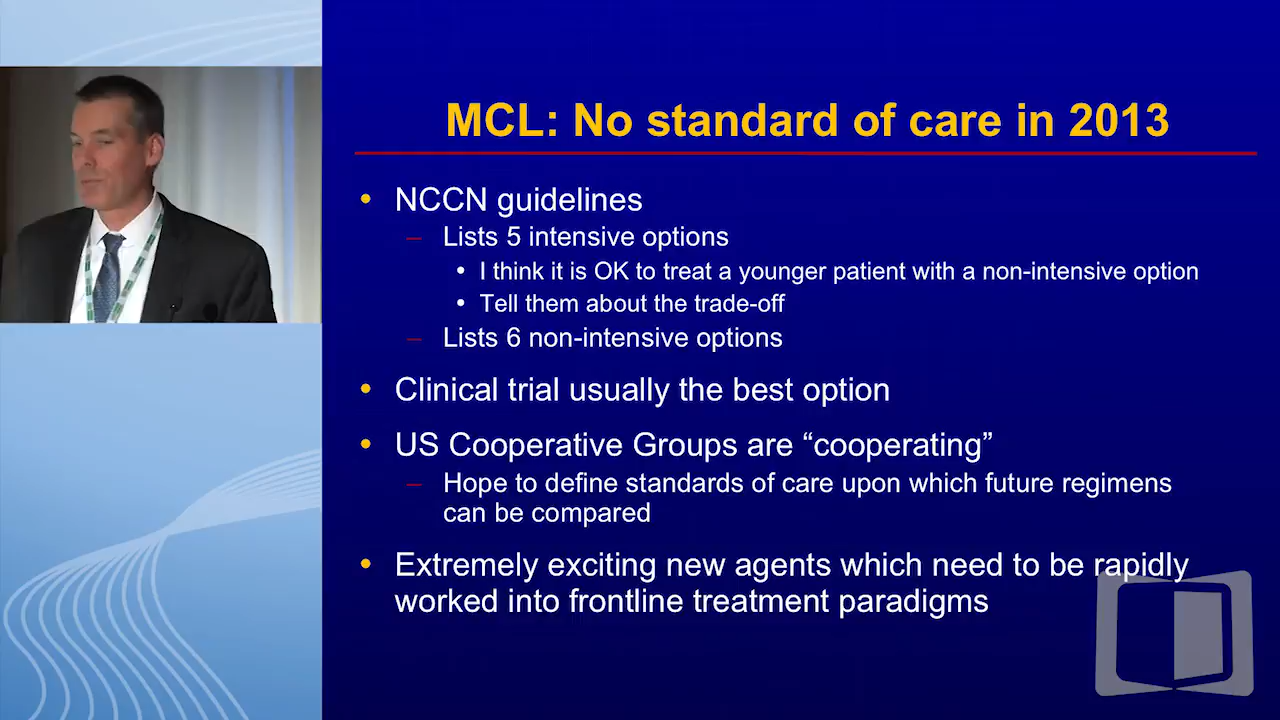 MCL: No standard of care in 2013
• NCCN guidelines
– Lists 5 intensive options
• I think it is OK to treat a younger patient with a non-intensive option
• Tell them about the trade-off
– Lists 6 non-intensive options
• Clinical trial usually the best option
• US Cooperative Groups are “cooperating”
– Hope to define standards of care upon which future regimens
can be compared
• Extremely exciting new agents which need to be rapidly
worked into frontline treatment paradigms